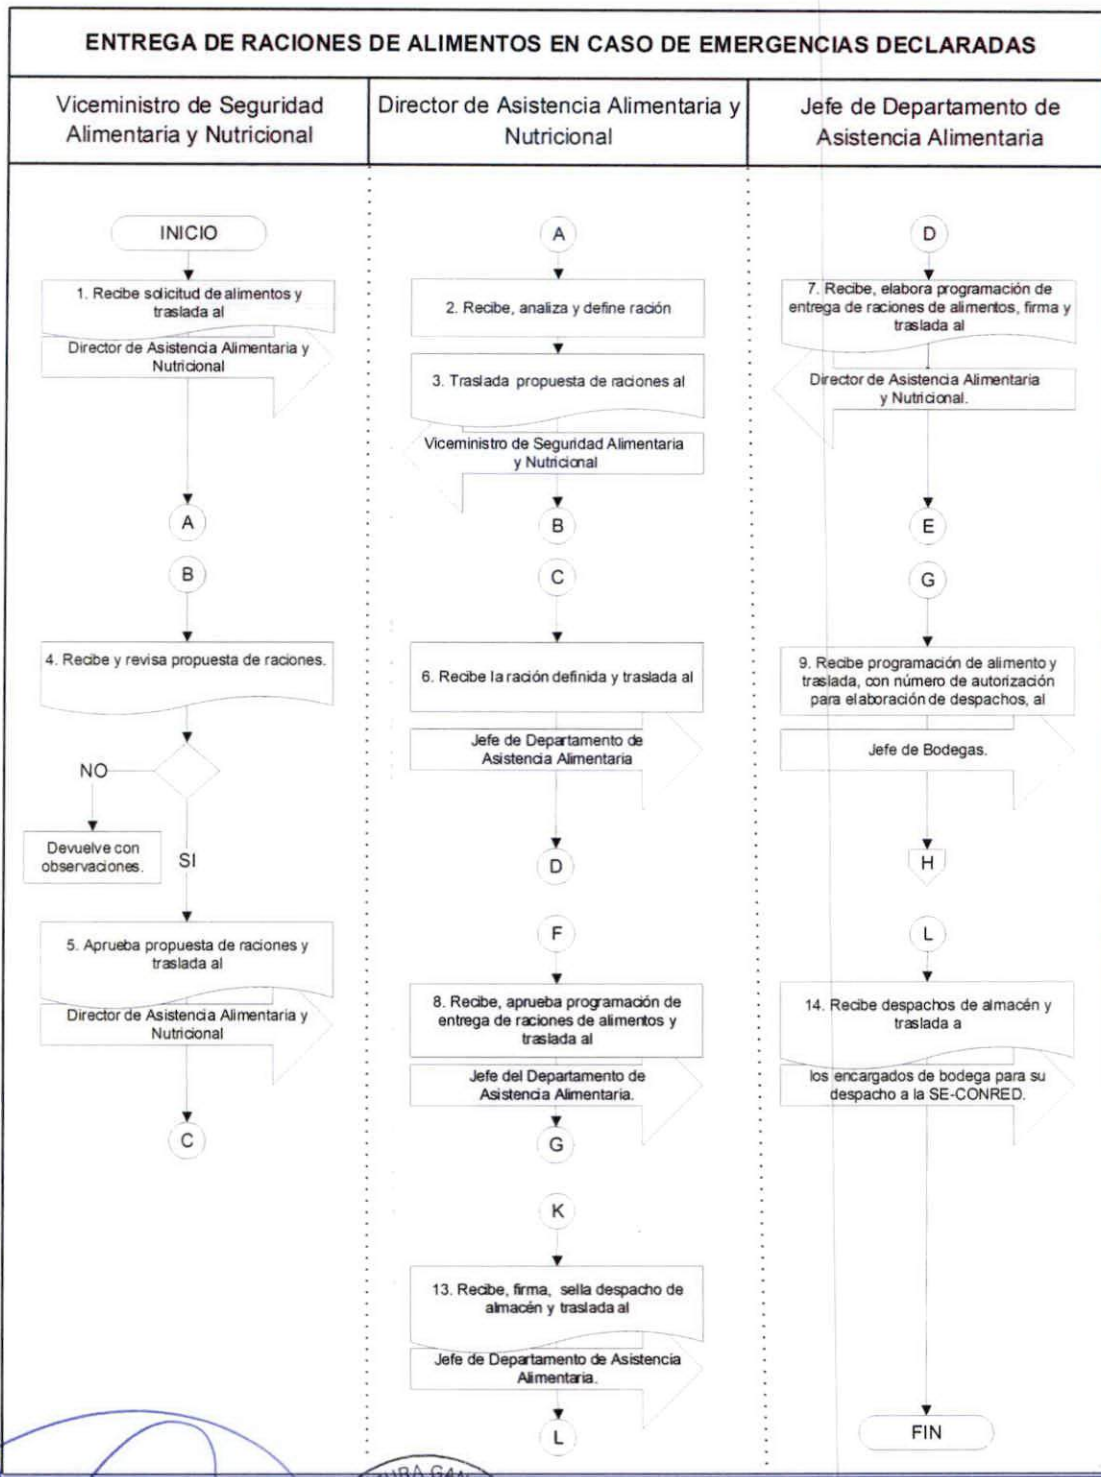 ENTREGA DE RACIONES DE ALIMENTOS EN CASO DE EMERGENCIAS DECLARADAS
Viceministro de Seguridad
Alimentaria y Nutricional
Director de Asistencia Alimentaria y
Nutricional
Jefe de Departamento de
Asistencia Alimentaria
INICIO
1. Recibe solicitud de alimentos y
traslada al
Director de Asistencia Alimentaria y
Nutricional
A
B
4. Recibe y revisa propuesta de raciones.
NO
Devuelve con
observaciones.
SI
5. Aprueba propuesta de raciones y
traslada al
Director de Asistencia Alimentaria y
Nutricional
C
A
2. Recibe, analiza y define ración
3. Traslada propuesta de raciones al
Viceministro de Seguridad Alimentaria
y Nutricional
B
C
6. Recibe la ración definida y traslada al
Jefe de Departamento de
Asistencia Alimentaria
D
F
8. Recibe, aprueba programación de
entrega de raciones de alimentos y
traslada al
Jefe del Departamento de
Asistencia Alimentaria.
G
K
13. Recibe, firma, sella despacho de
almacén y traslada al
Jefe de Departamento de Asistencia
Alimentaria.
L
D
7. Recibe, elabora programación de
entrega de raciones de alimentos, firma y
traslada al
Director de Asistencia Alimentaria
y Nutricional.
E
G
9. Recibe programación de alimento y
traslada, con número de autorización
para elaboración de despachos, al
Jefe de Bodegas.
H
L
14. Recibe despachos de almacén y
traslada a
los encargados de bodega para su
despacho a la SE-CONRED.
FIN